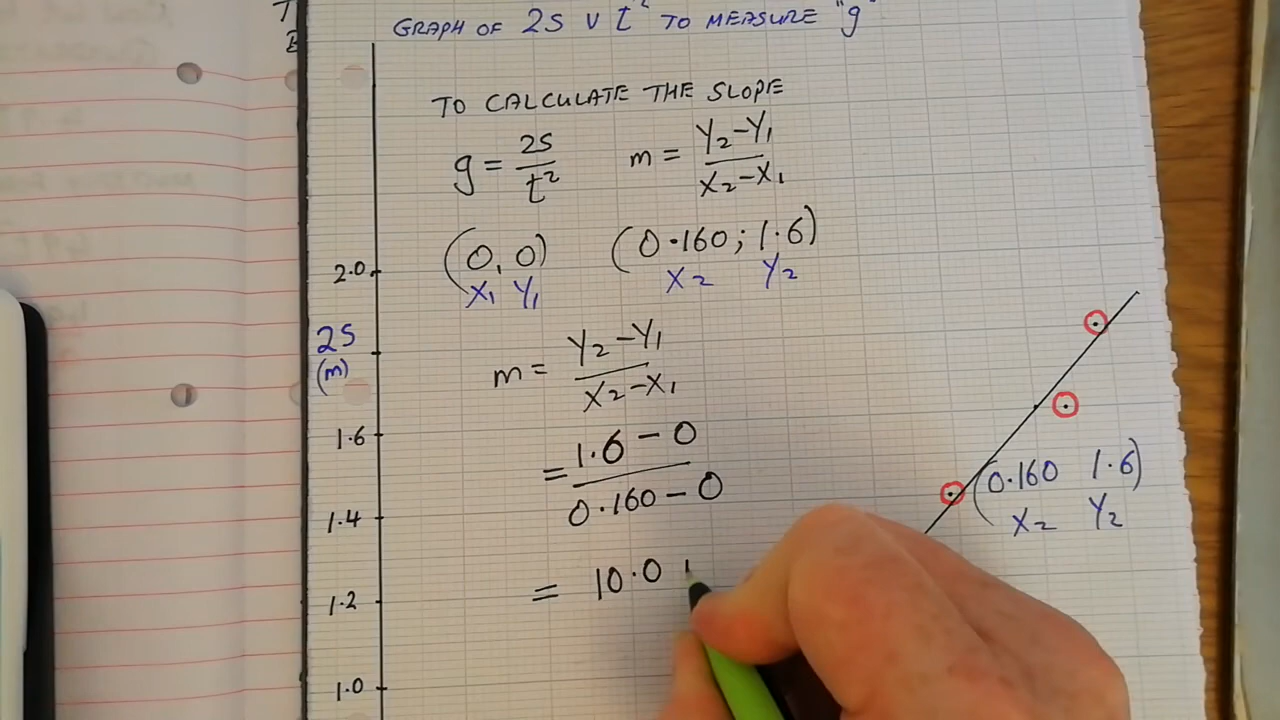 GRAPH OF 2S V t² TO MEASURE "g"
TO CALCULATE THE SLOPE
g = 2S / t²
m = Y₂-Y₁ / X₂-X₁
(0, 0) (0.160; 1.6)
X₁ Y₁ X₂ Y₂
m = Y₂-Y₁ / X₂-X₁
= 1.6 - 0 / 0.160 - 0
= 10.0
2.0
2S
(m)
1.6
1.4
1.2
1.0
(0.160 1.6)
X₂ Y₂